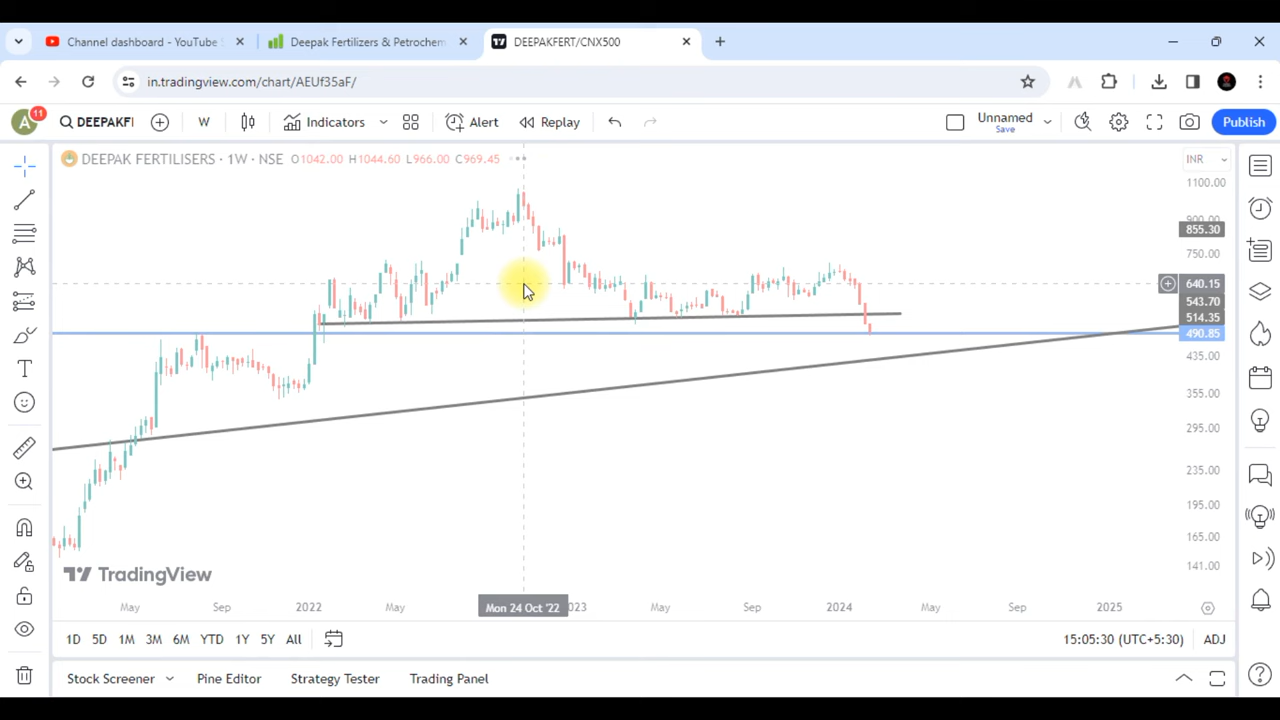 Channel dashboard - YouTube
Deepak Fertilizers & Petrochem
DEEPAKFERT/CNX500
in.tradingview.com/chart/AEUf35aF/
A
11
DEEPAKFI
W
Indicators
Alert
Replay
Unnamed
Save
Publish
DEEPAK FERTILISERS · 1W · NSE O1042.00 H1044.60 L966.00 C969.45
INR
1100.00
900.00
855.30
750.00
640.15
543.70
514.35
490.85
435.00
355.00
295.00
235.00
195.00
165.00
141.00
TradingView
May
Sep
2022
May
Mon 24 Oct '22
2023
May
Sep
2024
May
Sep
2025
1D 5D 1M 3M 6M YTD 1Y 5Y All
15:05:30 (UTC+5:30)
ADJ
Stock Screener
Pine Editor
Strategy Tester
Trading Panel